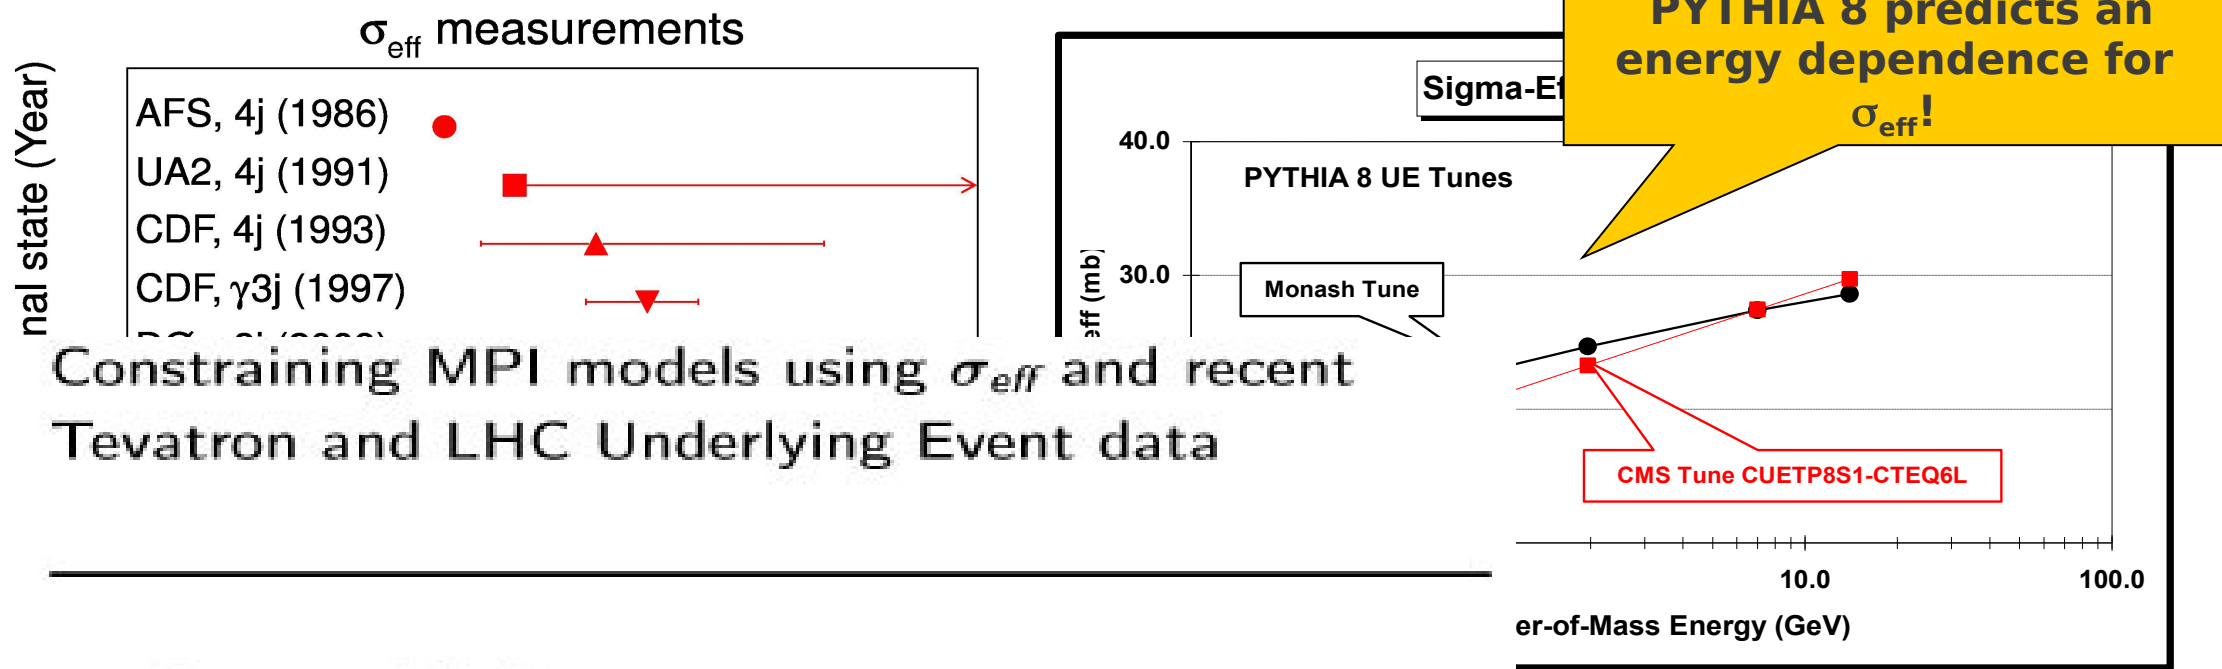 σeff measurements
nal state (Year)
AFS, 4j (1986)
UA2, 4j (1991)
CDF, 4j (1993)
CDF, γ3j (1997)
Constraining MPI models using σeff and recent
Tevatron and LHC Underlying Event data
PYTHIA 8 predicts an
energy dependence for
σeff!
40.0
PYTHIA 8 UE Tunes
30.0
eff (mb)
Monash Tune
CMS Tune CUETP8S1-CTEQ6L
10.0
100.0
er-of-Mass Energy (GeV)